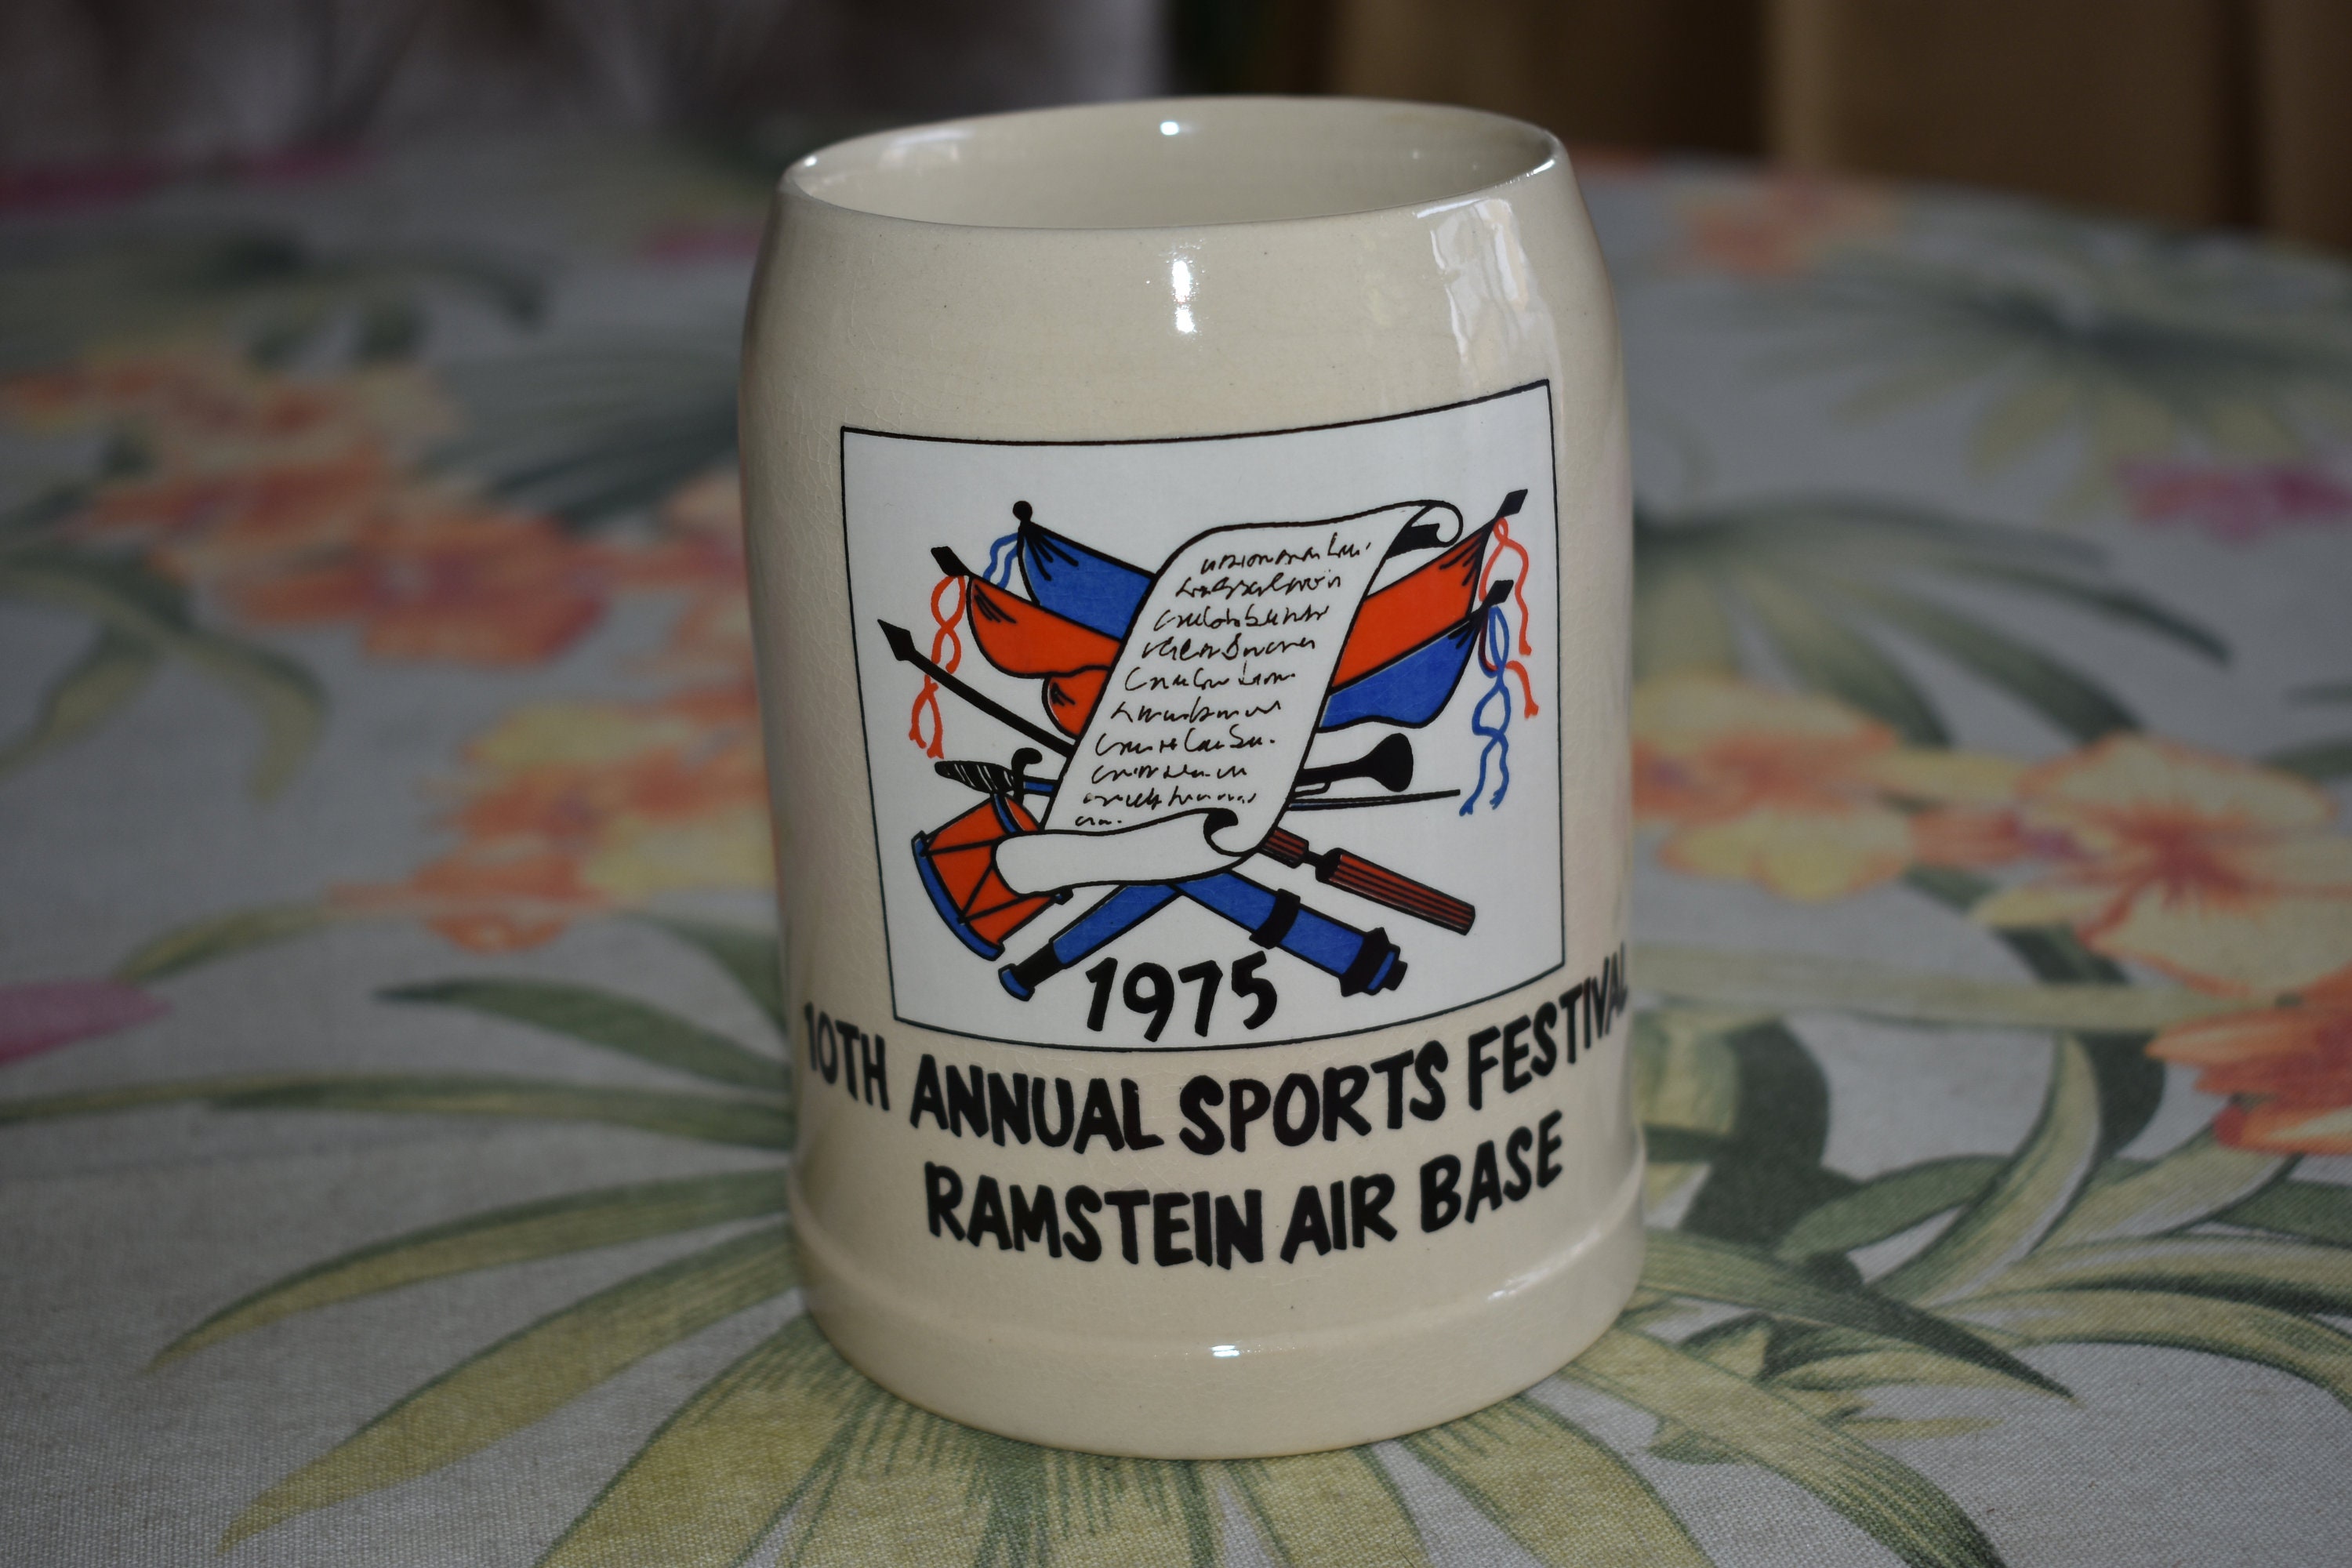 1975
10TH ANNUAL SPORTS FESTIVAL
RAMSTEIN AIR BASE